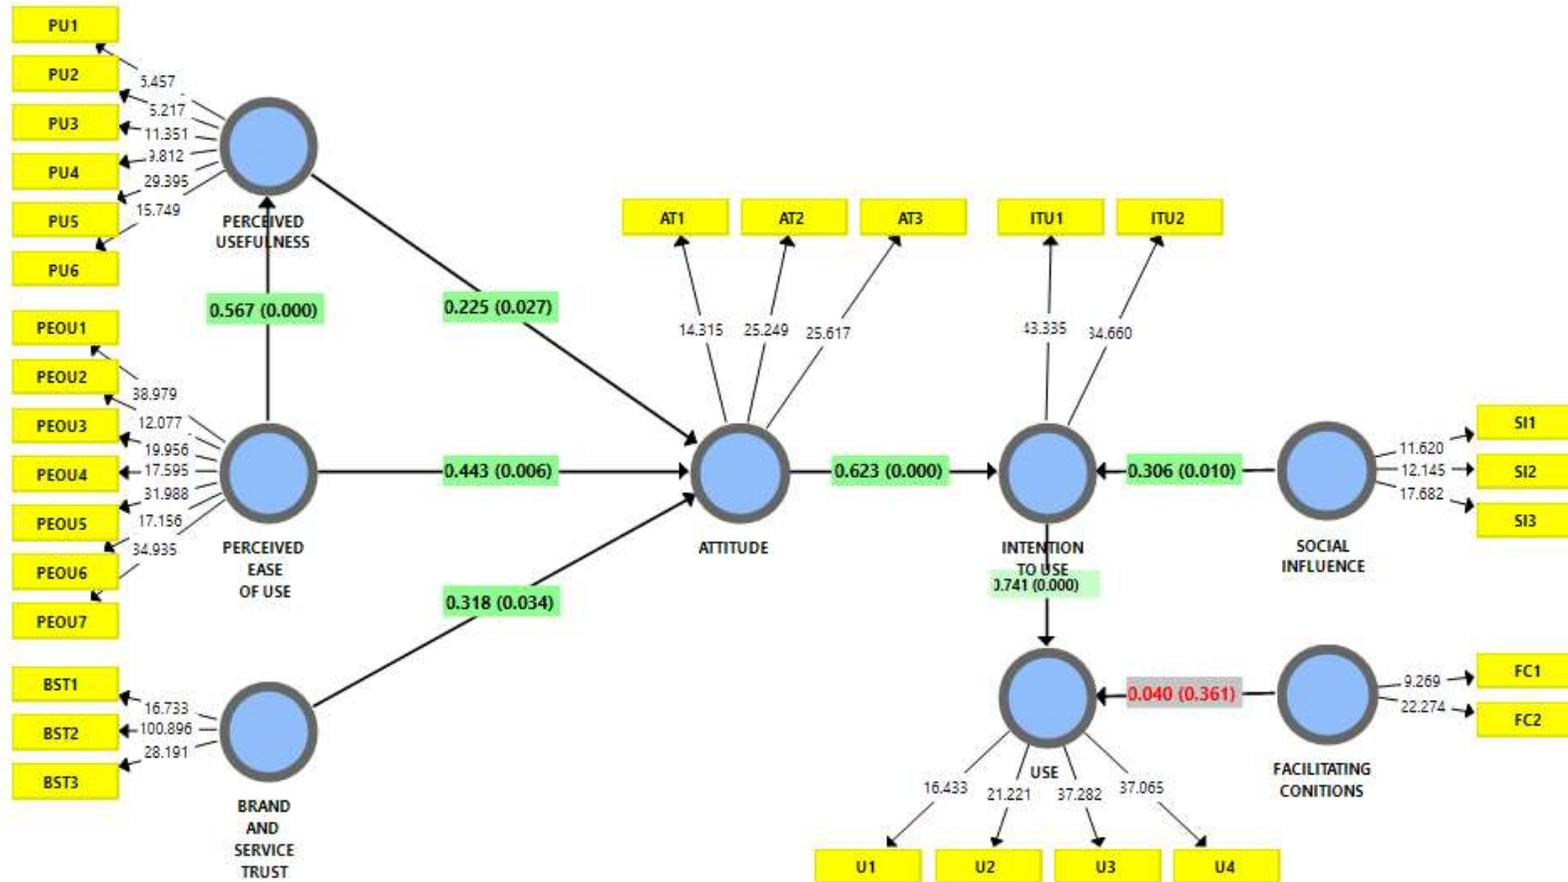 PU1
PU2
PU3
PU4
PU5
PU6
5.457
5.217
11.351
9.812
29.395
15.749
PERCEIVED
USEFULNESS
0.567 (0.000)
0.225 (0.027)
PEOU1
PEOU2
PEOU3
PEOU4
PEOU5
PEOU6
PEOU7
38.979
12.077
19.956
17.595
31.988
17.156
34.935
PERCEIVED
EASE
OF USE
0.443 (0.006)
0.318 (0.034)
BST1
BST2
BST3
16.733
100.896
28.191
BRAND
AND
SERVICE
TRUST
AT1
AT2
AT3
14.315
25.249
25.617
ATTITUDE
0.623 (0.000)
ITU1
ITU2
43.335
34.660
INTENTION
TO USE
0.741 (0.000)
0.306 (0.010)
SOCIAL
INFLUENCE
11.620
12.145
17.682
SI1
SI2
SI3
USE
0.040 (0.361)
FACILITATING
CONITIONS
9.269
22.274
FC1
FC2
16.433
21.221
37.282
37.065
U1
U2
U3
U4